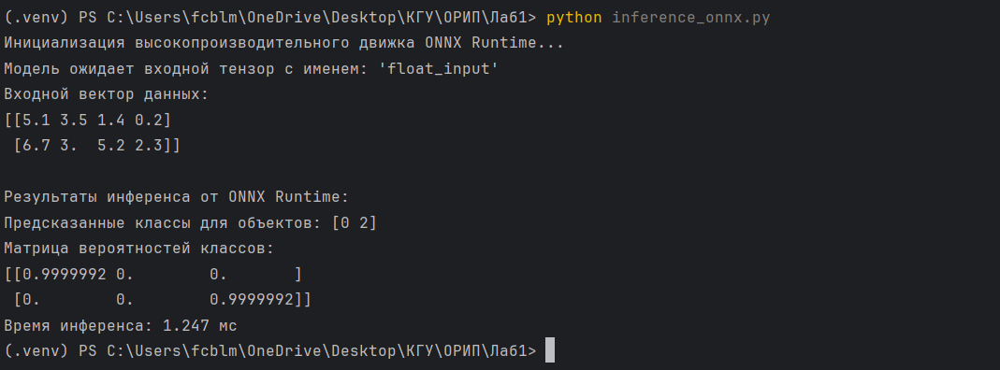 (.venv) PS C:\Users\fcblm\OneDrive\Desktop\КГУ\ОРИП\Лаб1> python inference_onnx.py
Инициализация высокопроизводительного движка ONNX Runtime...
Модель ожидает входной тензор с именем: 'float_input'
Входной вектор данных:
[[5.1 3.5 1.4 0.2]
 [6.7 3.  5.2 2.3]]

Результаты инференса от ONNX Runtime:
Предсказанные классы для объектов: [0 2]
Матрица вероятностей классов:
[[0.9999992 0.        0.       ]
 [0.        0.        0.9999992]]
Время инференса: 1.247 мс
(.venv) PS C:\Users\fcblm\OneDrive\Desktop\КГУ\ОРИП\Лаб1>